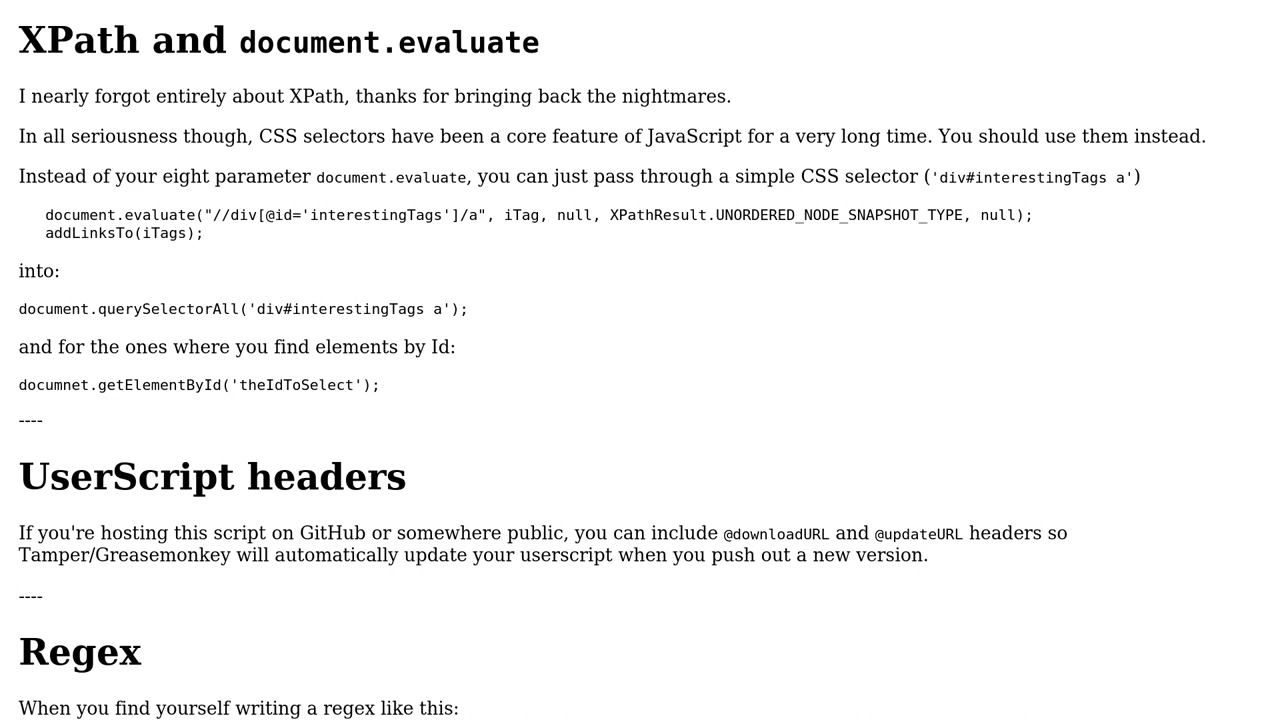 XPath and document.evaluate
I nearly forgot entirely about XPath, thanks for bringing back the nightmares.
In all seriousness though, CSS selectors have been a core feature of JavaScript for a very long time. You should use them instead.
Instead of your eight parameter document.evaluate, you can just pass through a simple CSS selector ('div#interestingTags a')
document.evaluate("//div[@id='interestingTags']/a", iTag, null, XPathResult.UNORDERED_NODE_SNAPSHOT_TYPE, null);
addLinksTo(iTags);
into:
document.querySelectorAll('div#interestingTags a');
and for the ones where you find elements by Id:
documnet.getElementById('theIdToSelect');
----
UserScript headers
If you're hosting this script on GitHub or somewhere public, you can include @downloadURL and @updateURL headers so
Tamper/Greasemonkey will automatically update your userscript when you push out a new version.
----
Regex
When you find yourself writing a regex like this: